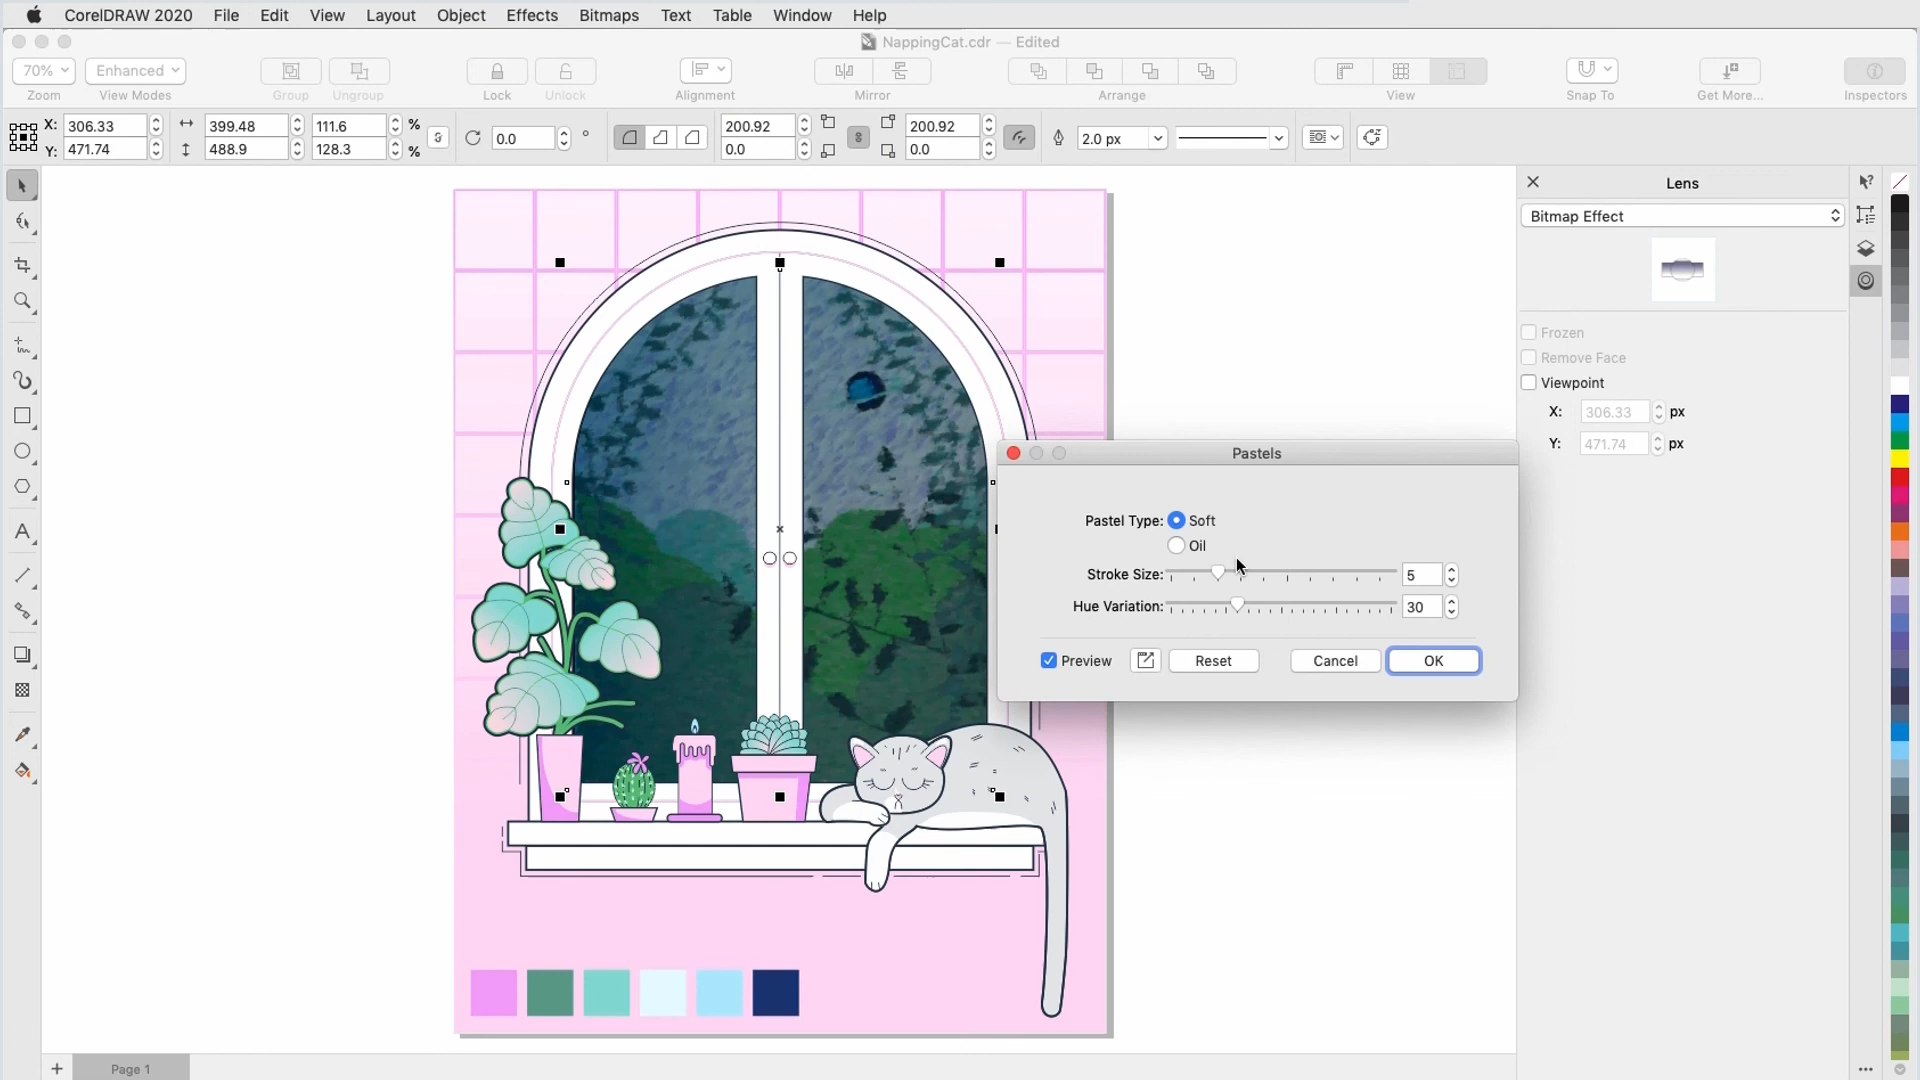 CorelDRAW 2020 File Edit View Layout Object Effects Bitmaps Text Table Window Help
NappingCat.cdr — Edited
70% Enhanced
Zoom View Modes Group Ungroup Lock Unlock Alignment Mirror Arrange View Snap To Get More... Inspectors
X: 306.33 399.48 111.6 % 0.0 ° 200.92 200.92 2.0 px
Y: 471.74 488.9 128.3 % 0.0 0.0
Lens
Bitmap Effect
Frozen
Remove Face
Viewpoint
X: 306.33 px
Y: 471.74 px
Pastels
Pastel Type: Soft
Oil
Stroke Size: 5
Hue Variation: 30
Preview Reset Cancel OK
Page 1